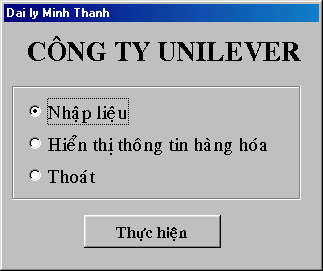 Dai ly Minh Thanh
CÔNG TY UNILEVER
Nhập liệu
Hiển thị thông tin hàng hóa
Thoát
Thực hiện